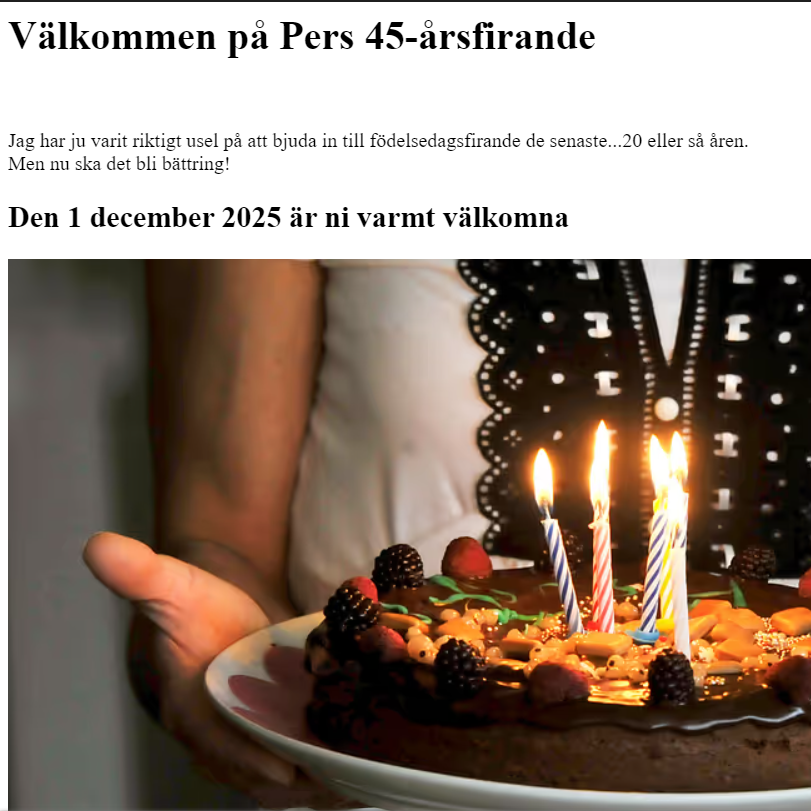 Välkommen på Pers 45-årsfirande
Jag har ju varit riktigt usel på att bjuda in till födelsedagsfirande de senaste...20 eller så åren.
Men nu ska det bli bättring!
Den 1 december 2025 är ni varmt välkomna